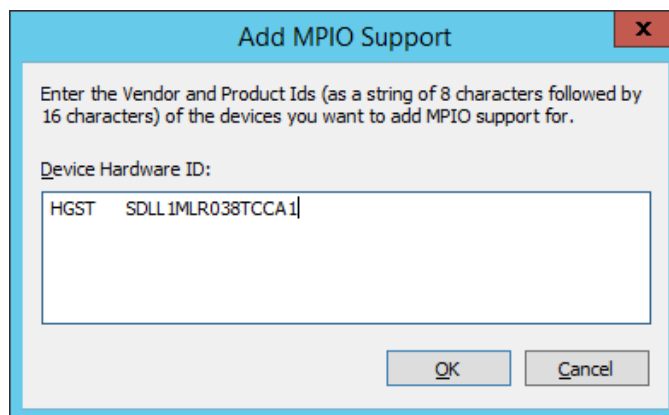 Add MPIO Support
x
Enter the Vendor and Product Ids (as a string of 8 characters followed by
16 characters) of the devices you want to add MPIO support for.
Device Hardware ID:
HGST    SDLL1MLR038TCCA1
OK
Cancel